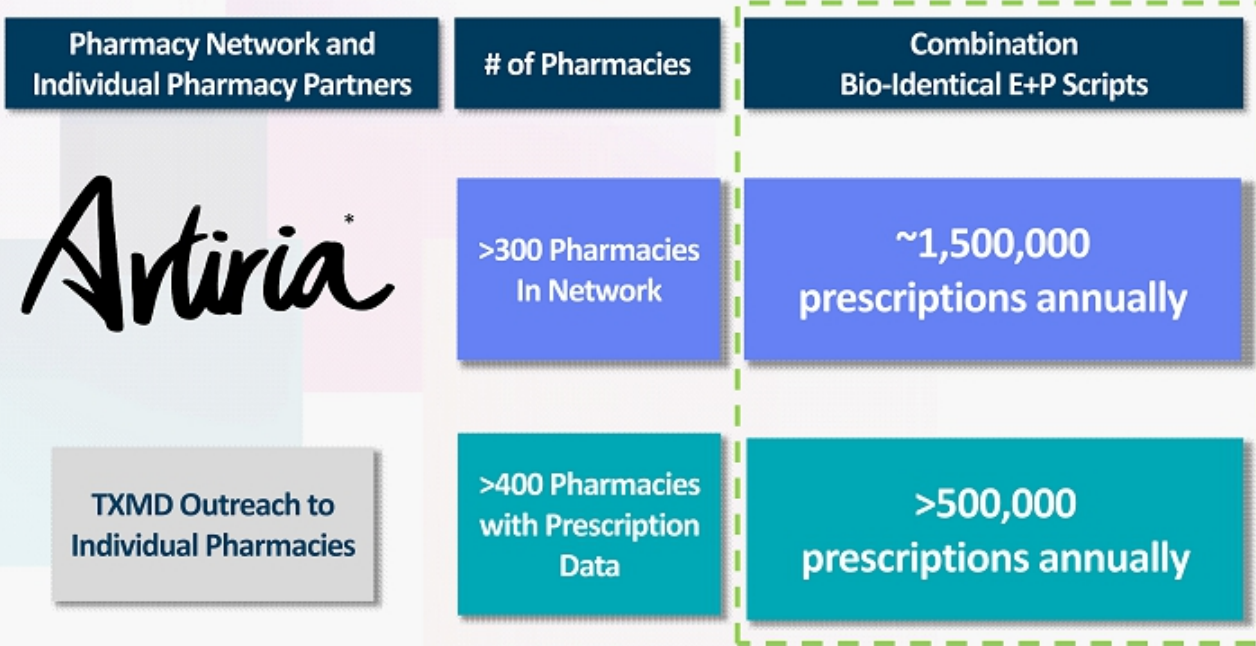 Pharmacy Network and
Individual Pharmacy Partners
# of Pharmacies
Combination
Bio-Identical E+P Scripts
Artiria*
>300 Pharmacies
In Network
~1,500,000
prescriptions annually
TXMD Outreach to
Individual Pharmacies
>400 Pharmacies
with Prescription
Data
>500,000
prescriptions annually